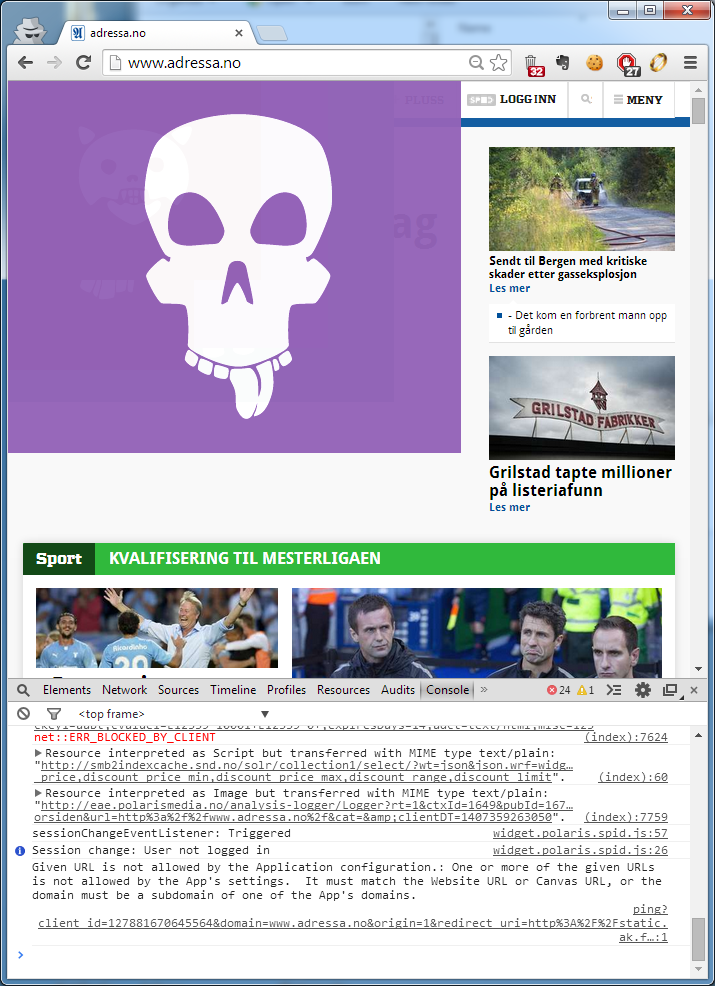 adressa.no
www.adressa.no
32
27
PLUSS
SPiD LOGG INN
MENY
ag
Sendt til Bergen med kritiske
skader etter gasseksplosjon
Les mer
- Det kom en forbrent mann opp
til gården
GRILSTAD FABRIKKER
Grilstad tapte millioner
på listeriafunn
Les mer
Sport KVALIFISERING TIL MESTERLIGAEN
Ricardinho
20
Elements Network Sources Timeline Profiles Resources Audits Console » 24 1
<top frame>
net::ERR_BLOCKED_BY_CLIENT (index):7624
Resource interpreted as Script but transferred with MIME type text/plain:
"http://smb2indexcache.snd.no/solr/collection1/select/?wt=json&json.wrf=widg…
_price,discount_price_min,discount_price_max,discount_range,discount_limit". (index):60
Resource interpreted as Image but transferred with MIME type text/plain:
"http://eae.polarismedia.no/analysis-logger/Logger?rt=1&ctxId=1649&pubId=167…
orsiden&url=http%3a%2f%2fwww.adressa.no%2f&cat=&amp;clientDT=1407359263050". (index):7759
sessionChangeEventListener: Triggered widget.polaris.spid.js:57
Session change: User not logged in widget.polaris.spid.js:26
Given URL is not allowed by the Application configuration.: One or more of the given URLs
is not allowed by the App's settings. It must match the Website URL or Canvas URL, or the
domain must be a subdomain of one of the App's domains.
ping?
client_id=127881670645564&domain=www.adressa.no&origin=1&redirect_uri=http%3A%2F%2Fstatic.
ak.f…:1